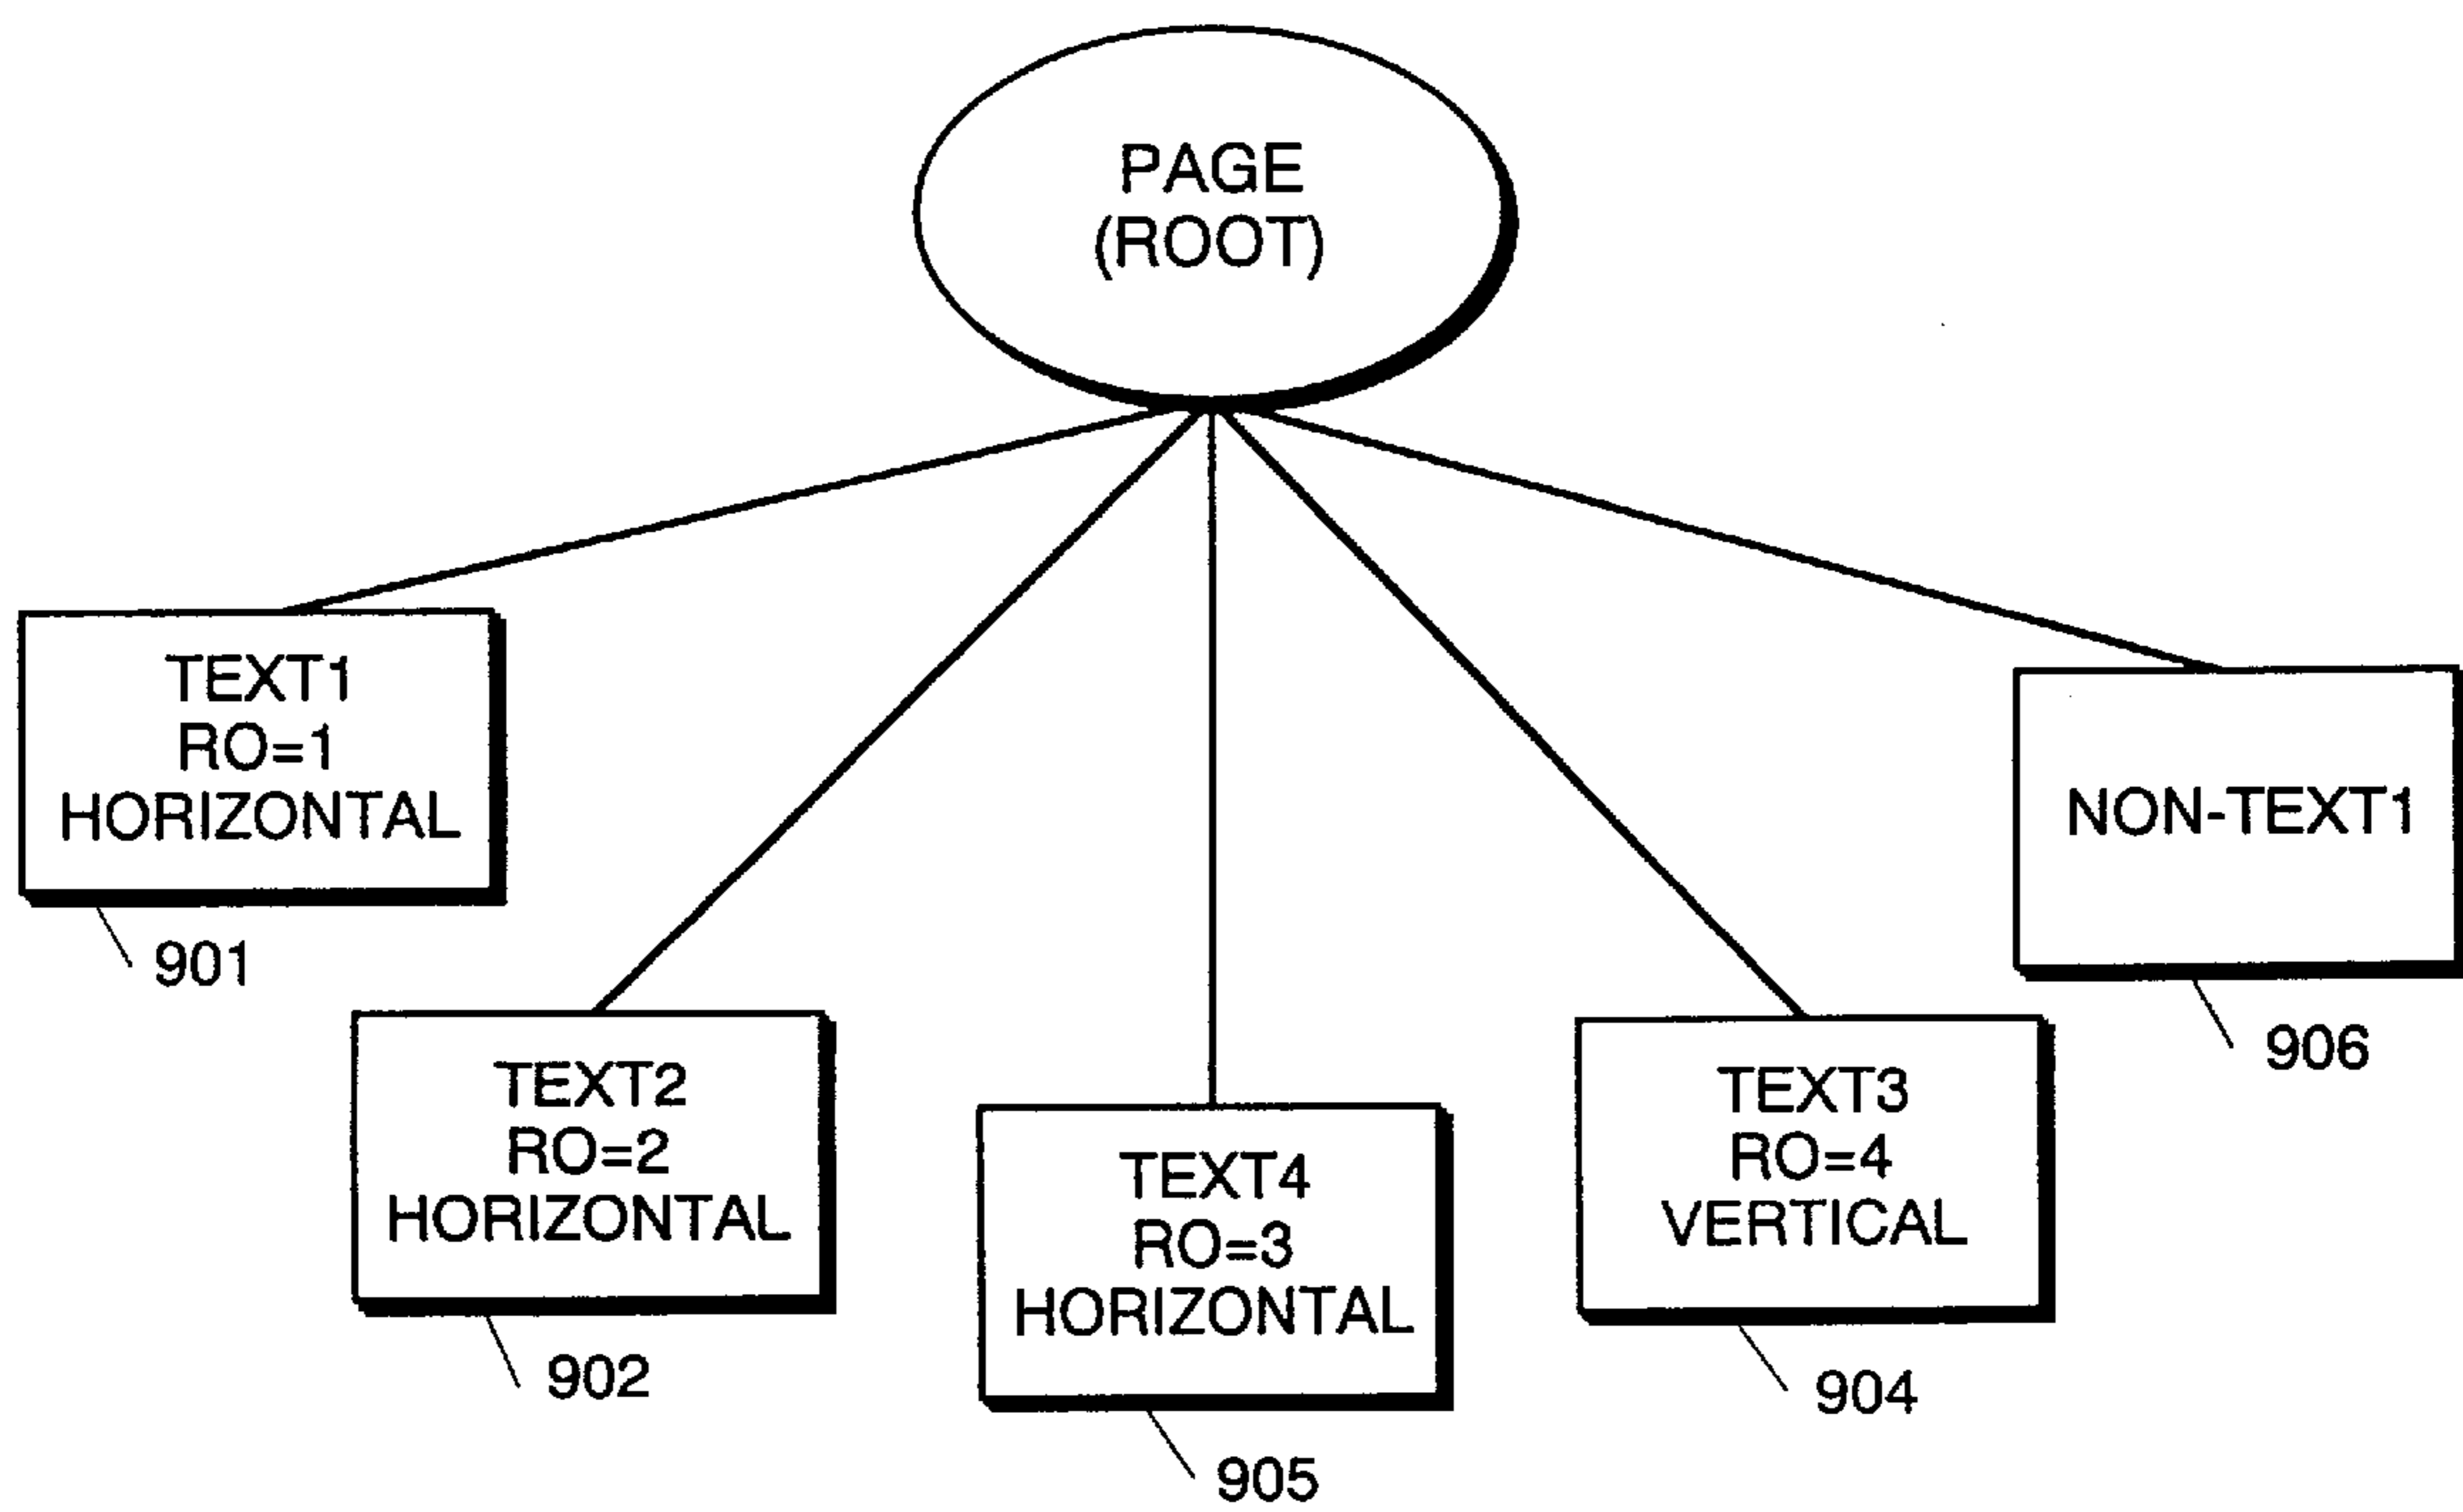 PAGE
(ROOT)
TEXT1
RO=1
HORIZONTAL
901
TEXT2
RO=2
HORIZONTAL
902
TEXT4
RO=3
HORIZONTAL
905
TEXT3
RO=4
VERTICAL
904
NON-TEXT1
906